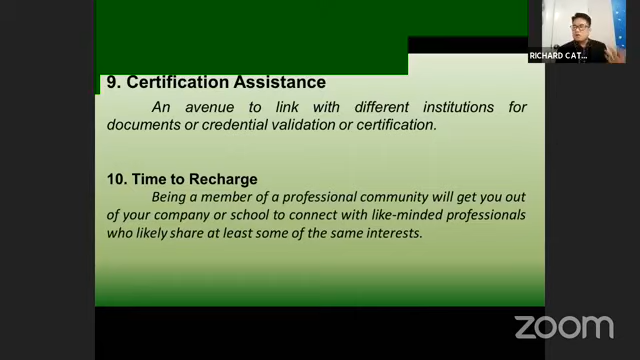 RICHARD CAT...
9. Certification Assistance
An avenue to link with different institutions for
documents or credential validation or certification.
10. Time to Recharge
Being a member of a professional community will get you out
of your company or school to connect with like-minded professionals
who likely share at least some of the same interests.
zoom